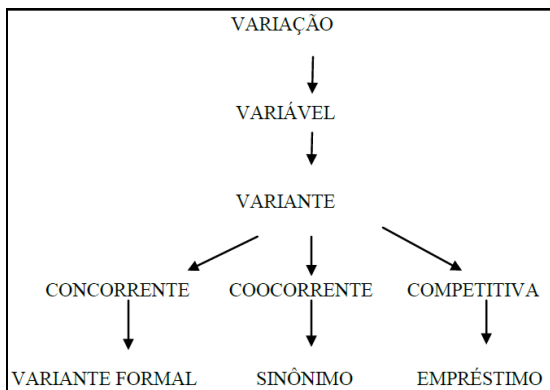 VARIAÇÃO
VARIÁVEL
VARIANTE
CONCORRENTE COOCORRENTE COMPETITIVA
VARIANTE FORMAL SINÔNIMO EMPRÉSTIMO